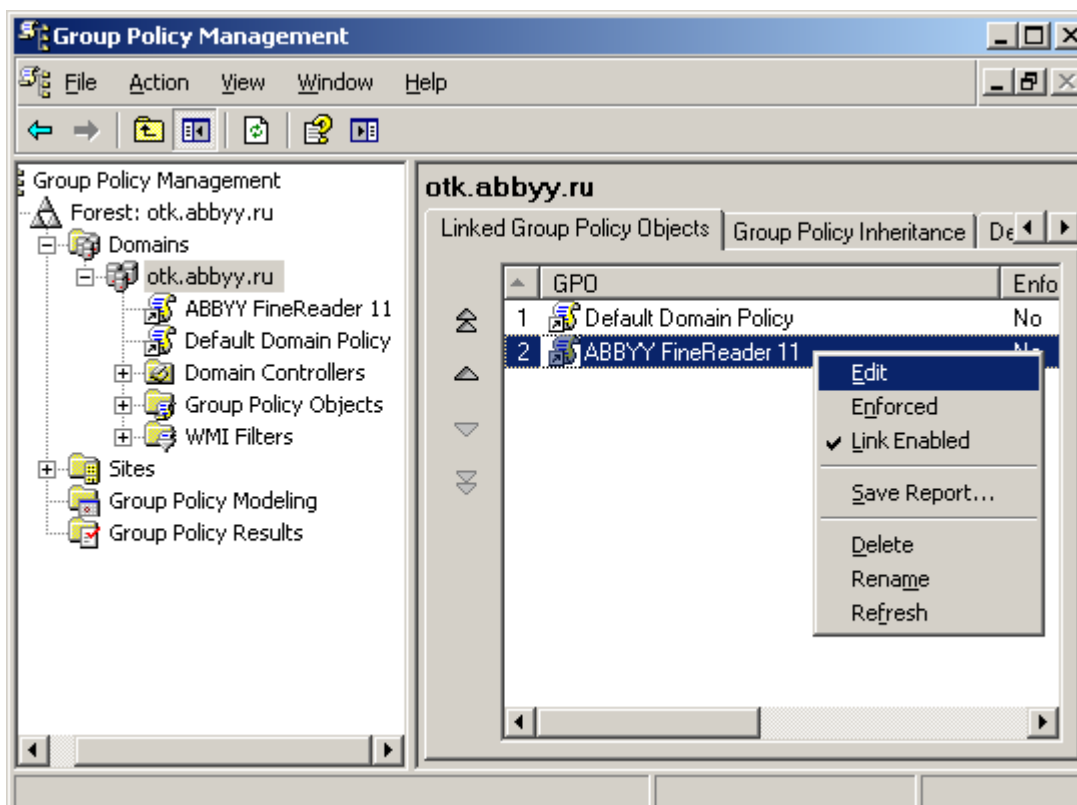 Group Policy Management
File Action View Window Help
Group Policy Management
Forest: otk.abbyy.ru
Domains
otk.abbyy.ru
ABBYY FineReader 11
Default Domain Policy
Domain Controllers
Group Policy Objects
WMI Filters
Sites
Group Policy Modeling
Group Policy Results
otk.abbyy.ru
Linked Group Policy Objects Group Policy Inheritance De
GPO Enfo
1 Default Domain Policy No
2 ABBYY FineReader 11 No
Edit
Enforced
Link Enabled
Save Report...
Delete
Rename
Refresh